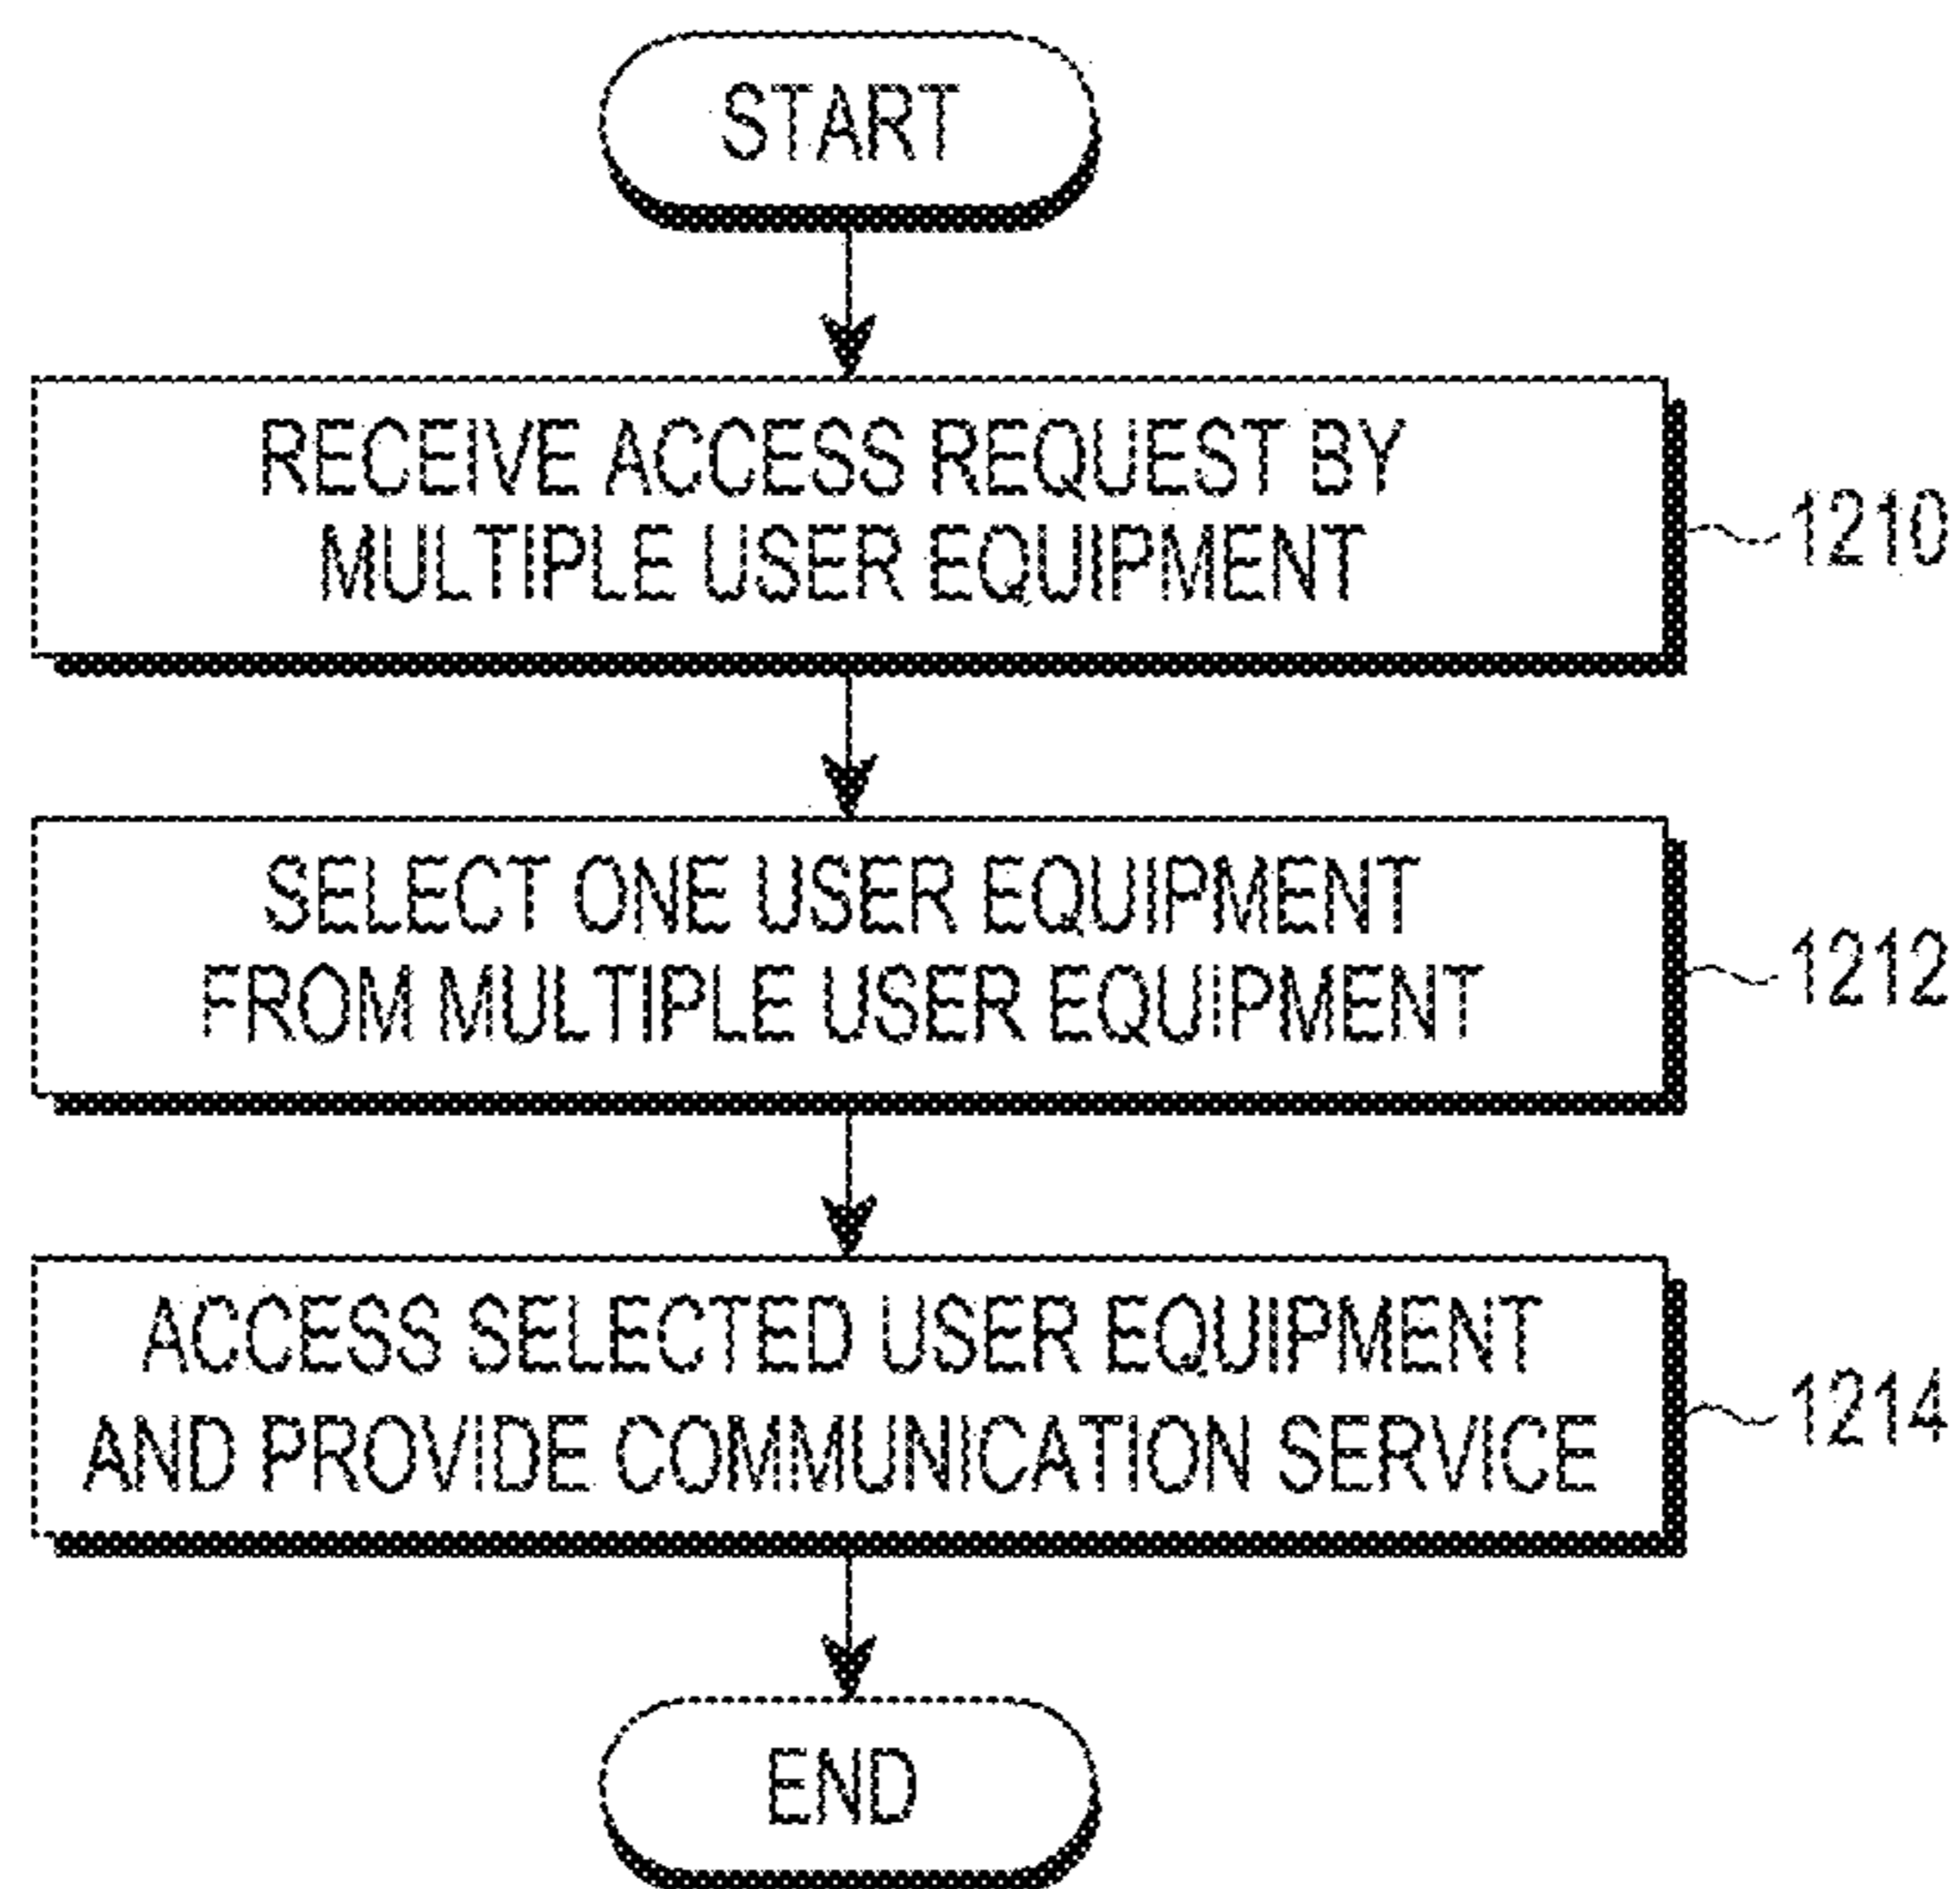 START
RECEIVE ACCESS REQUEST BY
MULTIPLE USER EQUIPMENT
1210
SELECT ONE USER EQUIPMENT
FROM MULTIPLE USER EQUIPMENT
1212
ACCESS SELECTED USER EQUIPMENT
AND PROVIDE COMMUNICATION SERVICE
1214
END